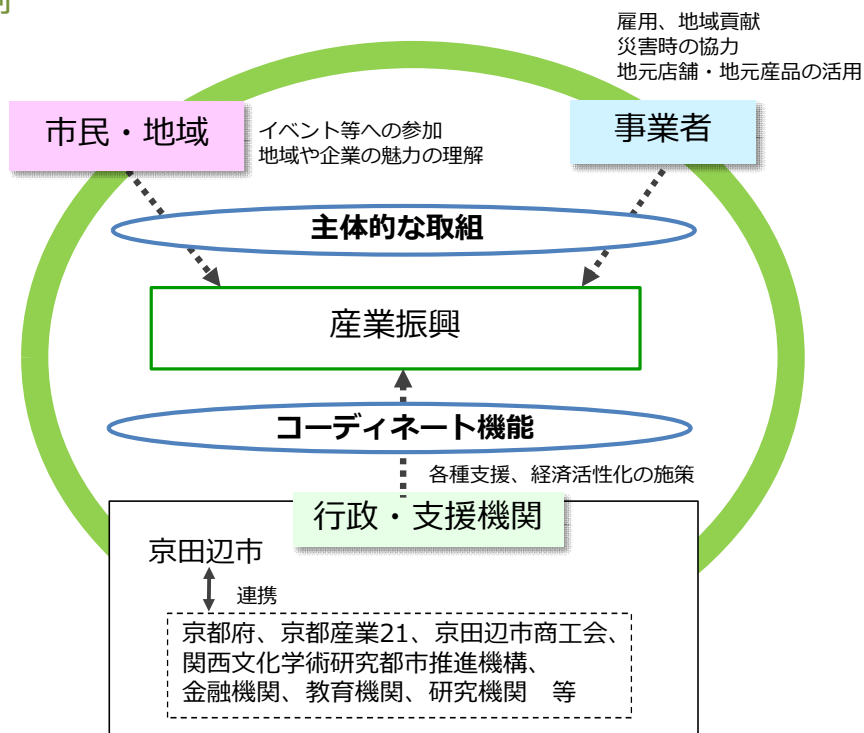 雇用、地域貢献
災害時の協力
地元店舗・地元産品の活用
市民・地域
イベント等への参加
地域や企業の魅力の理解
事業者
主体的な取組
産業振興
コーディネート機能
各種支援、経済活性化の施策
行政・支援機関
京田辺市
連携
京都府、京都産業21、京田辺市商工会、
関西文化学術研究都市推進機構、
金融機関、教育機関、研究機関　等